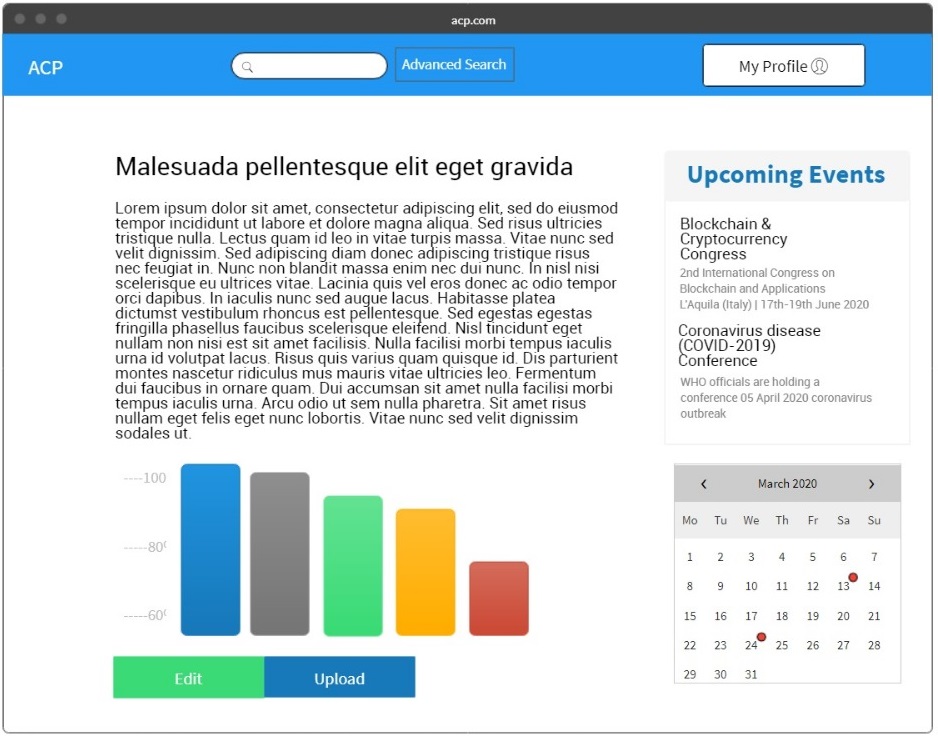 acp.com
ACP
Advanced Search
My Profile
Malesuada pellentesque elit eget gravida
Lorem ipsum dolor sit amet, consectetur adipiscing elit, sed do eiusmod
tempor incididunt ut labore et dolore magna aliqua. Sed risus ultricies
tristique nulla. Lectus quam id leo in vitae turpis massa. Vitae nunc sed
velit dignissim. Sed adipiscing diam donec adipiscing tristique risus
nec feugiat in. Nunc non blandit massa enim nec dui nunc. In nisl nisi
scelerisque eu ultrices vitae. Lacinia quis vel eros donec ac odio tempor
orci dapibus. In iaculis nunc sed augue lacus. Habitasse platea
dictumst vestibulum rhoncus est pellentesque. Sed egestas egestas
fringilla phasellus faucibus scelerisque eleifend. Nisl tincidunt eget
nullam non nisi est sit amet facilisis. Nulla facilisi morbi tempus iaculis
urna id volutpat lacus. Risus quis varius quam quisque id. Dis parturient
montes nascetur ridiculus mus mauris vitae ultricies leo. Fermentum
dui faucibus in ornare quam. Dui accumsan sit amet nulla facilisi morbi
tempus iaculis urna. Arcu odio ut sem nulla pharetra. Sit amet risus
nullam eget felis eget nunc lobortis. Vitae nunc sed velit dignissim
sodales ut.
----100
-----80
-----60
Edit
Upload
Upcoming Events
Blockchain &
Cryptocurrency
Congress
2nd International Congress on
Blockchain and Applications
L'Aquila (Italy) | 17th-19th June 2020
Coronavirus disease
(COVID-2019)
Conference
WHO officials are holding a
conference 05 April 2020 coronavirus
outbreak
March 2020
Mo Tu We Th Fr Sa Su
1 2 3 4 5 6 7
8 9 10 11 12 13 14
15 16 17 18 19 20 21
22 23 24 25 26 27 28
29 30 31